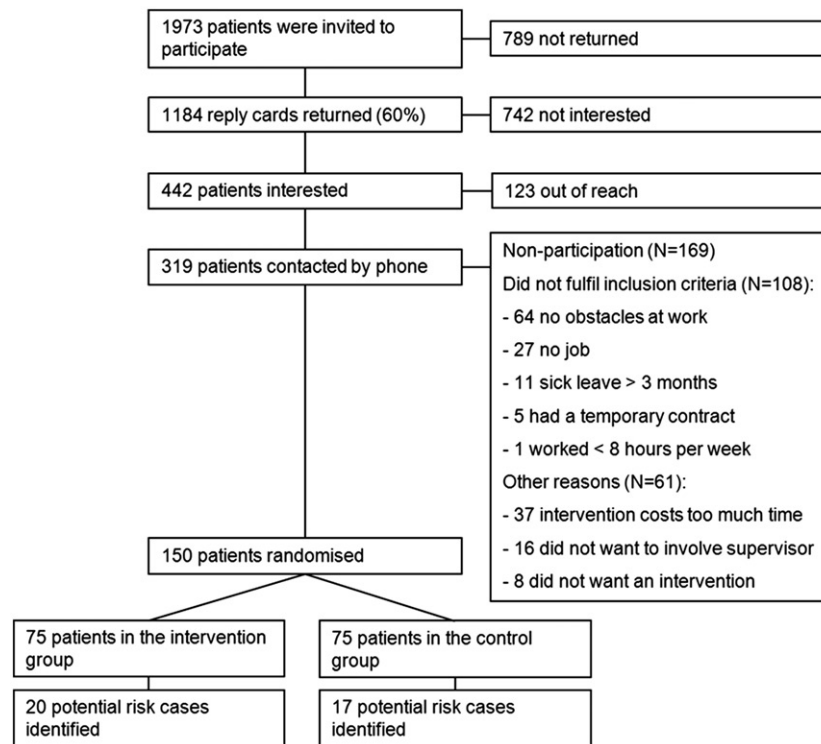 1973 patients were invited to
participate
789 not returned
1184 reply cards returned (60%)
742 not interested
442 patients interested
123 out of reach
319 patients contacted by phone
Non-participation (N=169)
Did not fulfil inclusion criteria (N=108):
- 64 no obstacles at work
- 27 no job
- 11 sick leave > 3 months
- 5 had a temporary contract
- 1 worked < 8 hours per week
Other reasons (N=61):
- 37 intervention costs too much time
- 16 did not want to involve supervisor
- 8 did not want an intervention
150 patients randomised
75 patients in the intervention
group
75 patients in the control
group
20 potential risk cases
identified
17 potential risk cases
identified